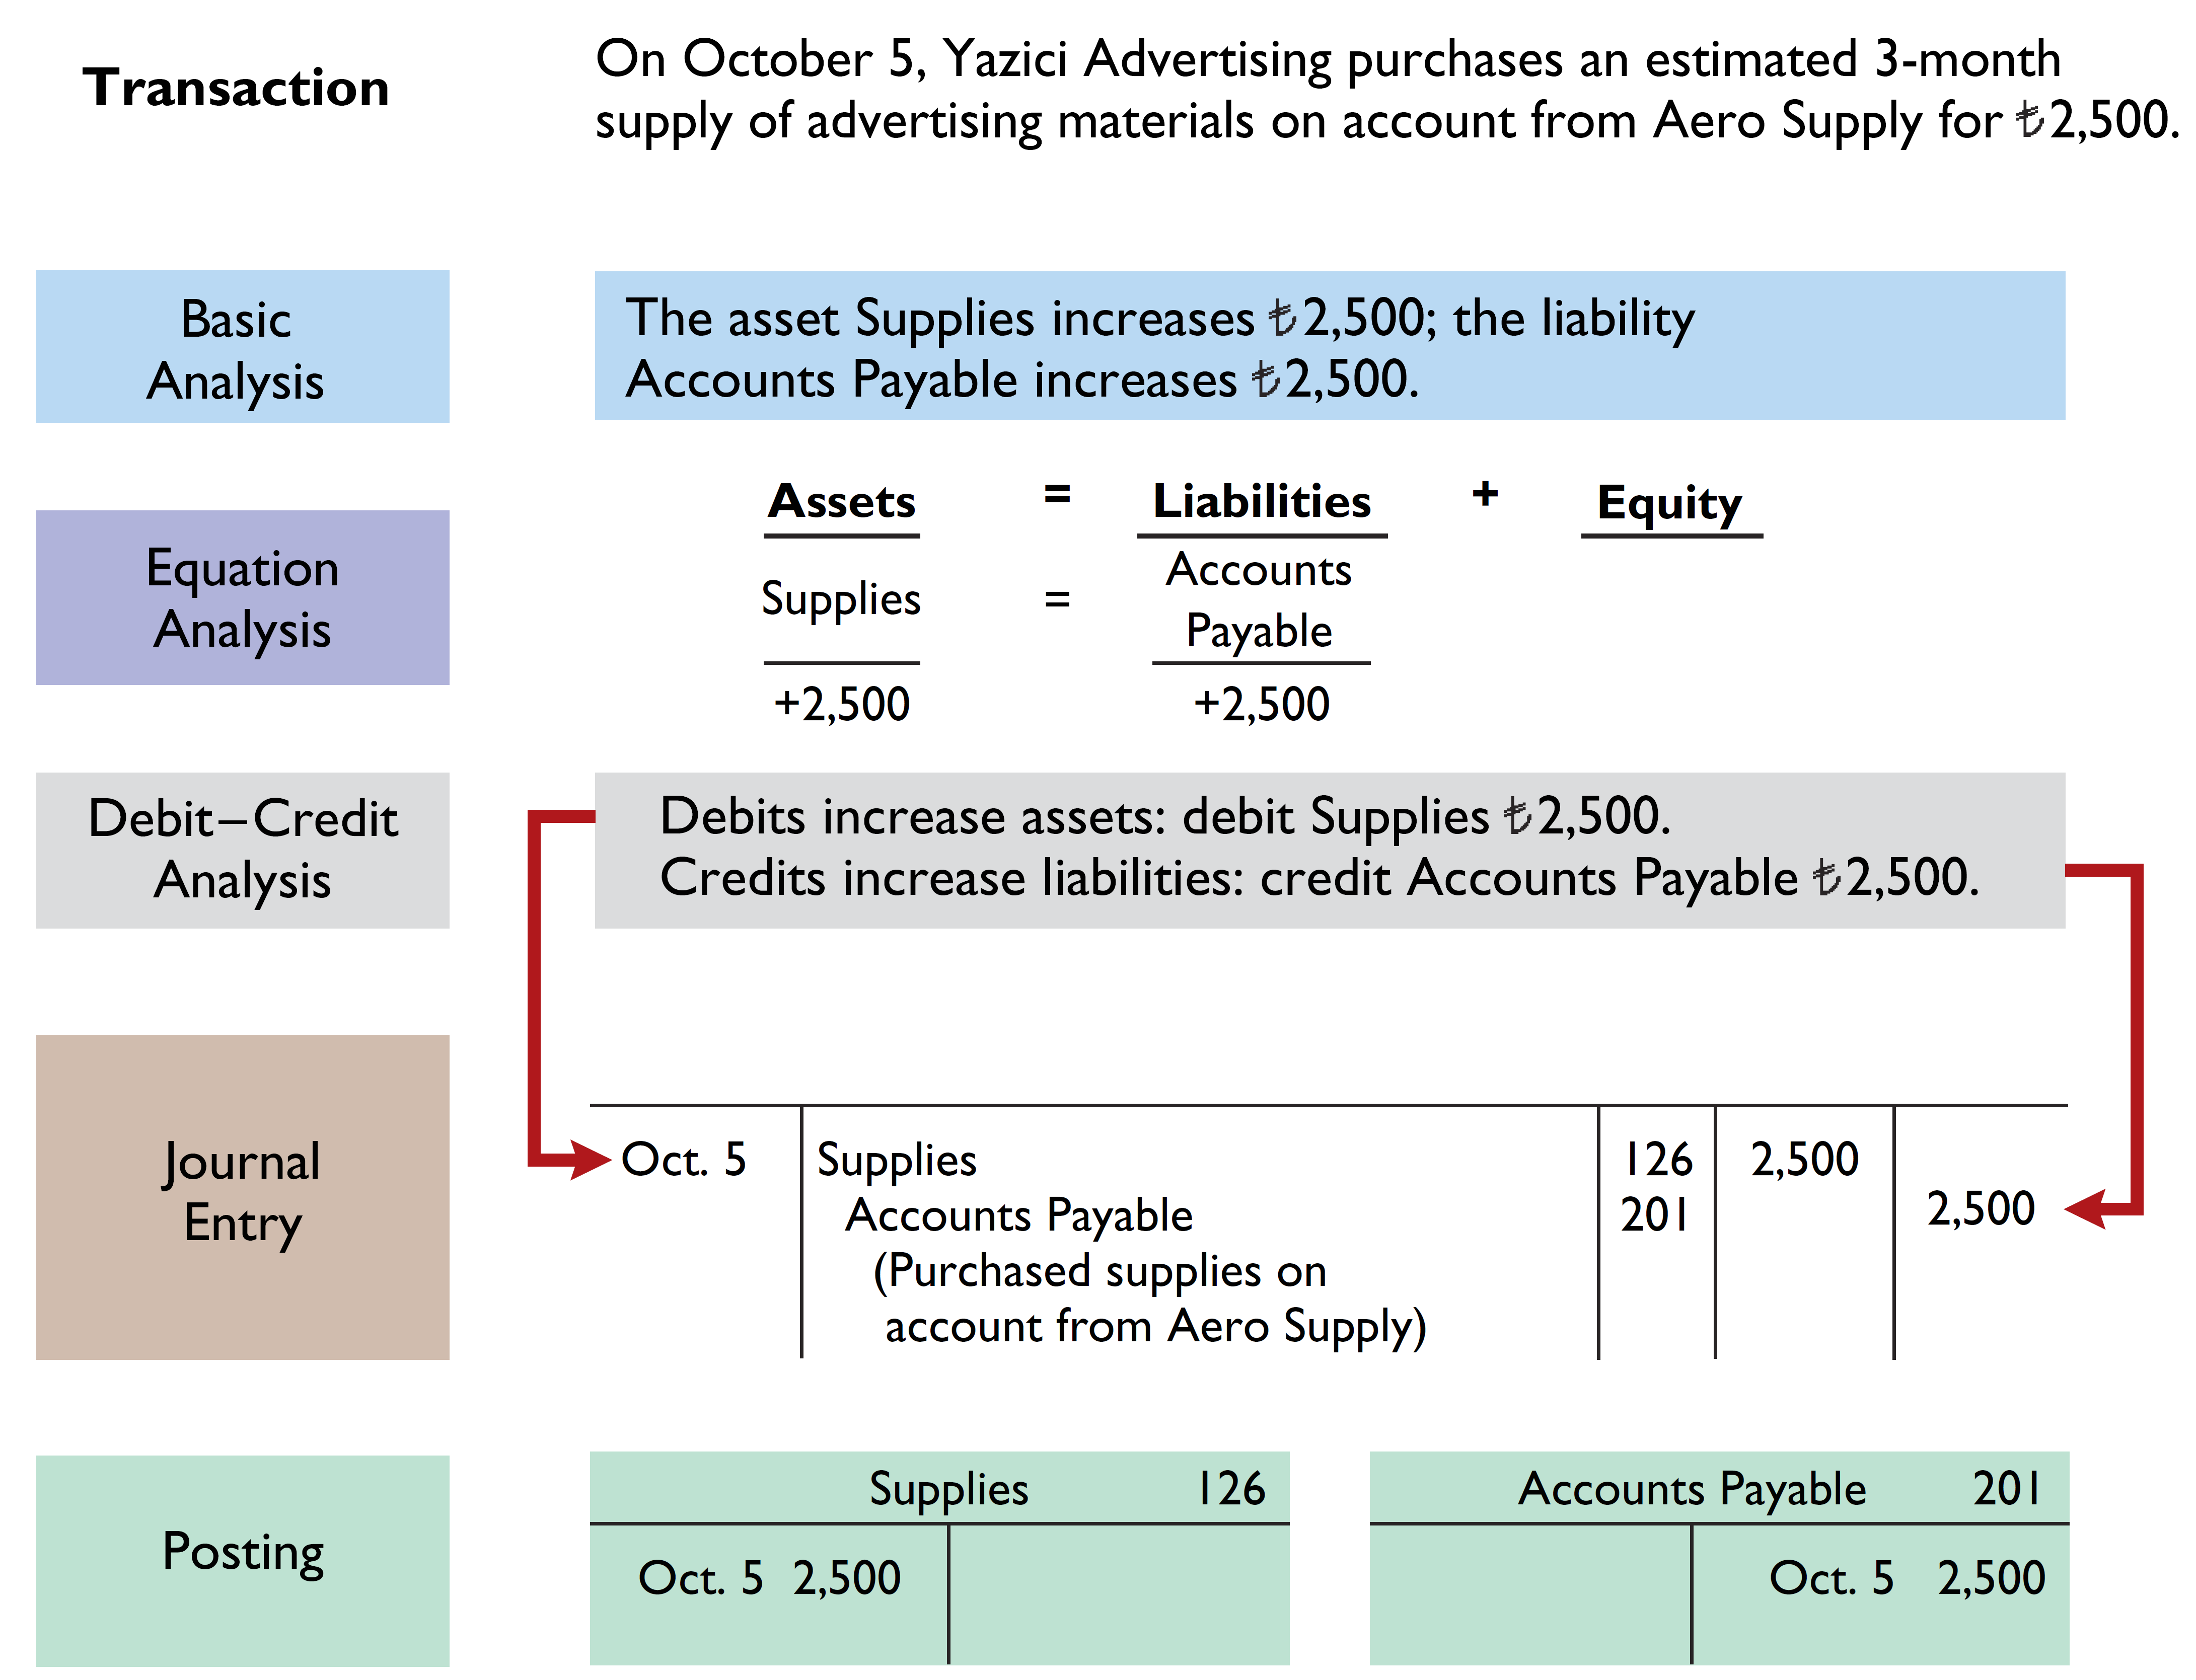 Transaction
On October 5, Yazici Advertising purchases an estimated 3-month
supply of advertising materials on account from Aero Supply for ₺2,500.
Basic
Analysis
The asset Supplies increases ₺2,500; the liability
Accounts Payable increases ₺2,500.
Equation
Analysis
Assets = Liabilities + Equity
Supplies = Accounts
Payable
+2,500 +2,500
Debit–Credit
Analysis
Debits increase assets: debit Supplies ₺2,500.
Credits increase liabilities: credit Accounts Payable ₺2,500.
Journal
Entry
Oct. 5 Supplies 126 2,500
Accounts Payable 201 2,500
(Purchased supplies on
account from Aero Supply)
Posting
Supplies 126
Oct. 5 2,500
Accounts Payable 201
Oct. 5 2,500